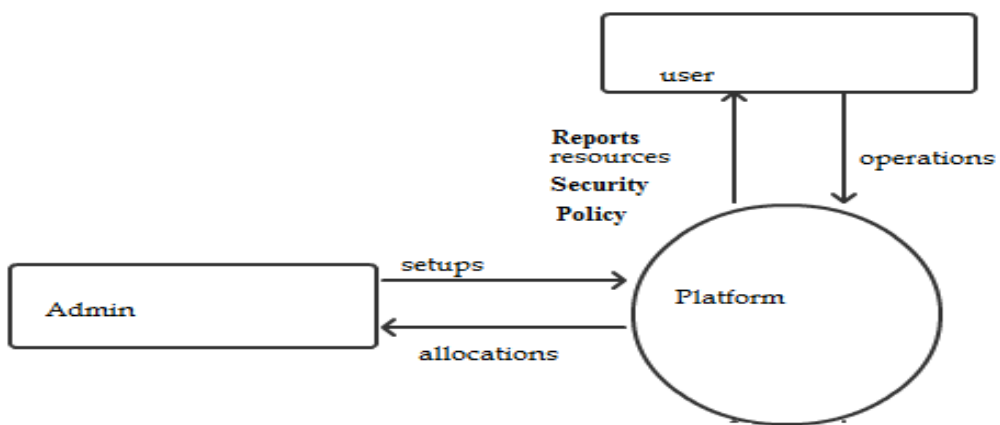 user
Reports
resources
Security
Policy
operations
setups
Admin
Platform
allocations